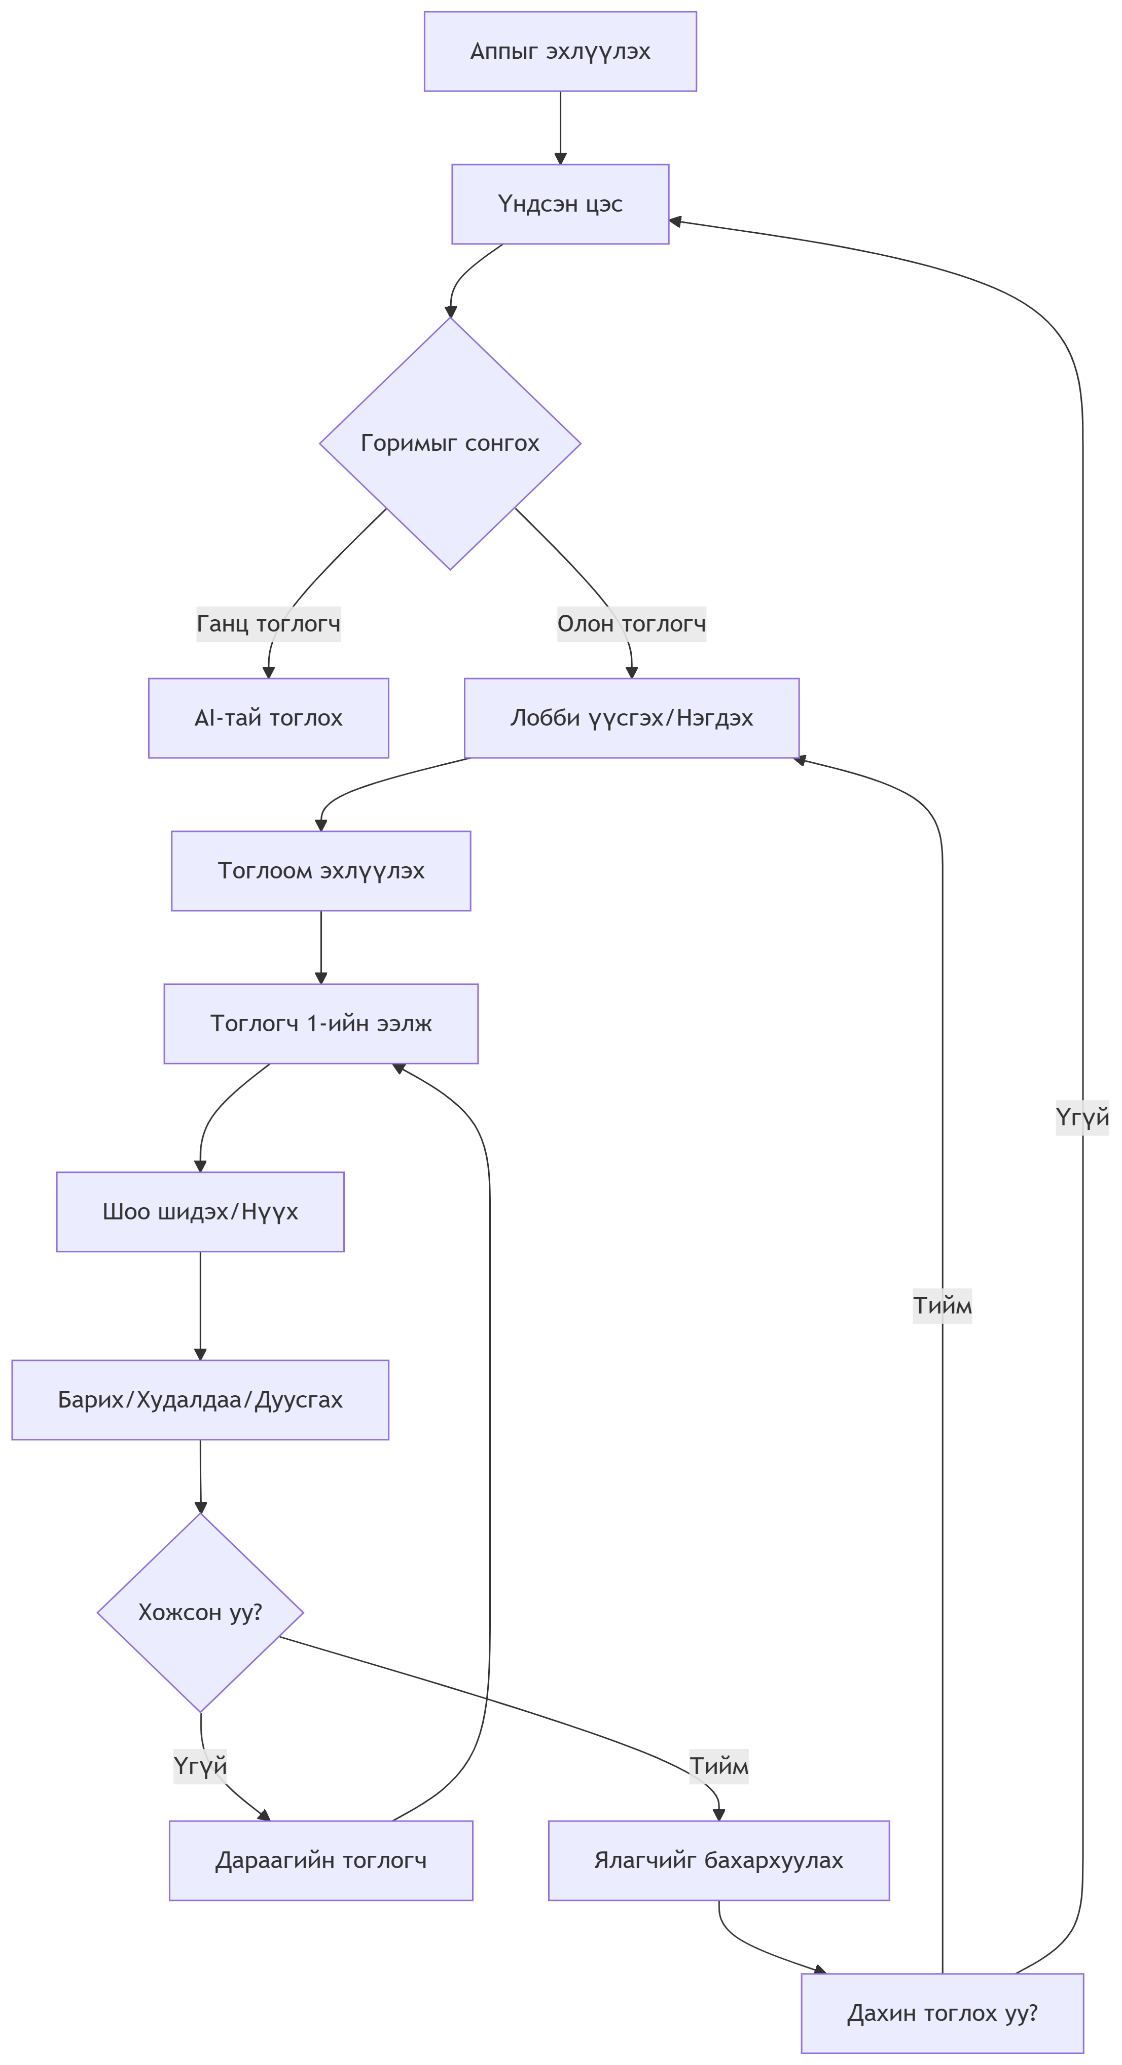 Аппыг эхлүүлэх
Үндсэн цэс
Горимыг сонгох
Ганц тоглогч
Олон тоглогч
AI-тай тоглох
Лобби үүсгэх/Нэгдэх
Тоглоом эхлүүлэх
Тоглогч 1-ийн ээлж
Үгүй
Шоо шидэх/Нүүх
Тийм
Барих/Худалдаа/Дуусгах
Хожсон уу?
Үгүй
Тийм
Дараагийн тоглогч
Ялагчийг бахархуулах
Дахин тоглох уу?